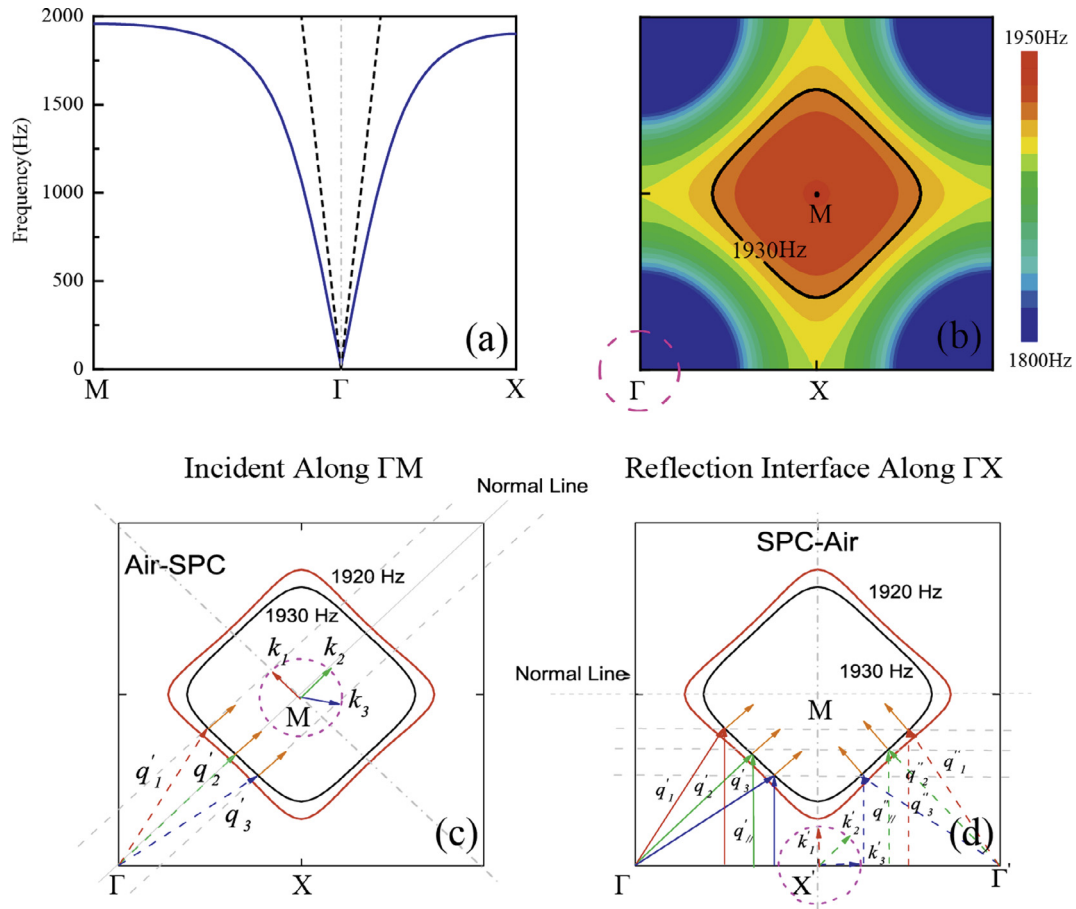 2000
1500
1000
500
0
Frequency(Hz)
M
Γ
X
(a)
1950Hz
1800Hz
M
1930Hz
(b)
Γ
X
Incident Along ΓM
Normal Line
Air-SPC
1920 Hz
1930 Hz
k1
k2
k3
M
q'1
q'2
q'3
(c)
Γ
X
Reflection Interface Along ΓX
SPC-Air
Normal Line
1920 Hz
1930 Hz
M
q'1
q'2
q'3
q'//
q''1
q''2
q''3
q''//
k'1
k'2
k'3
(d)
Γ
X'
Γ'